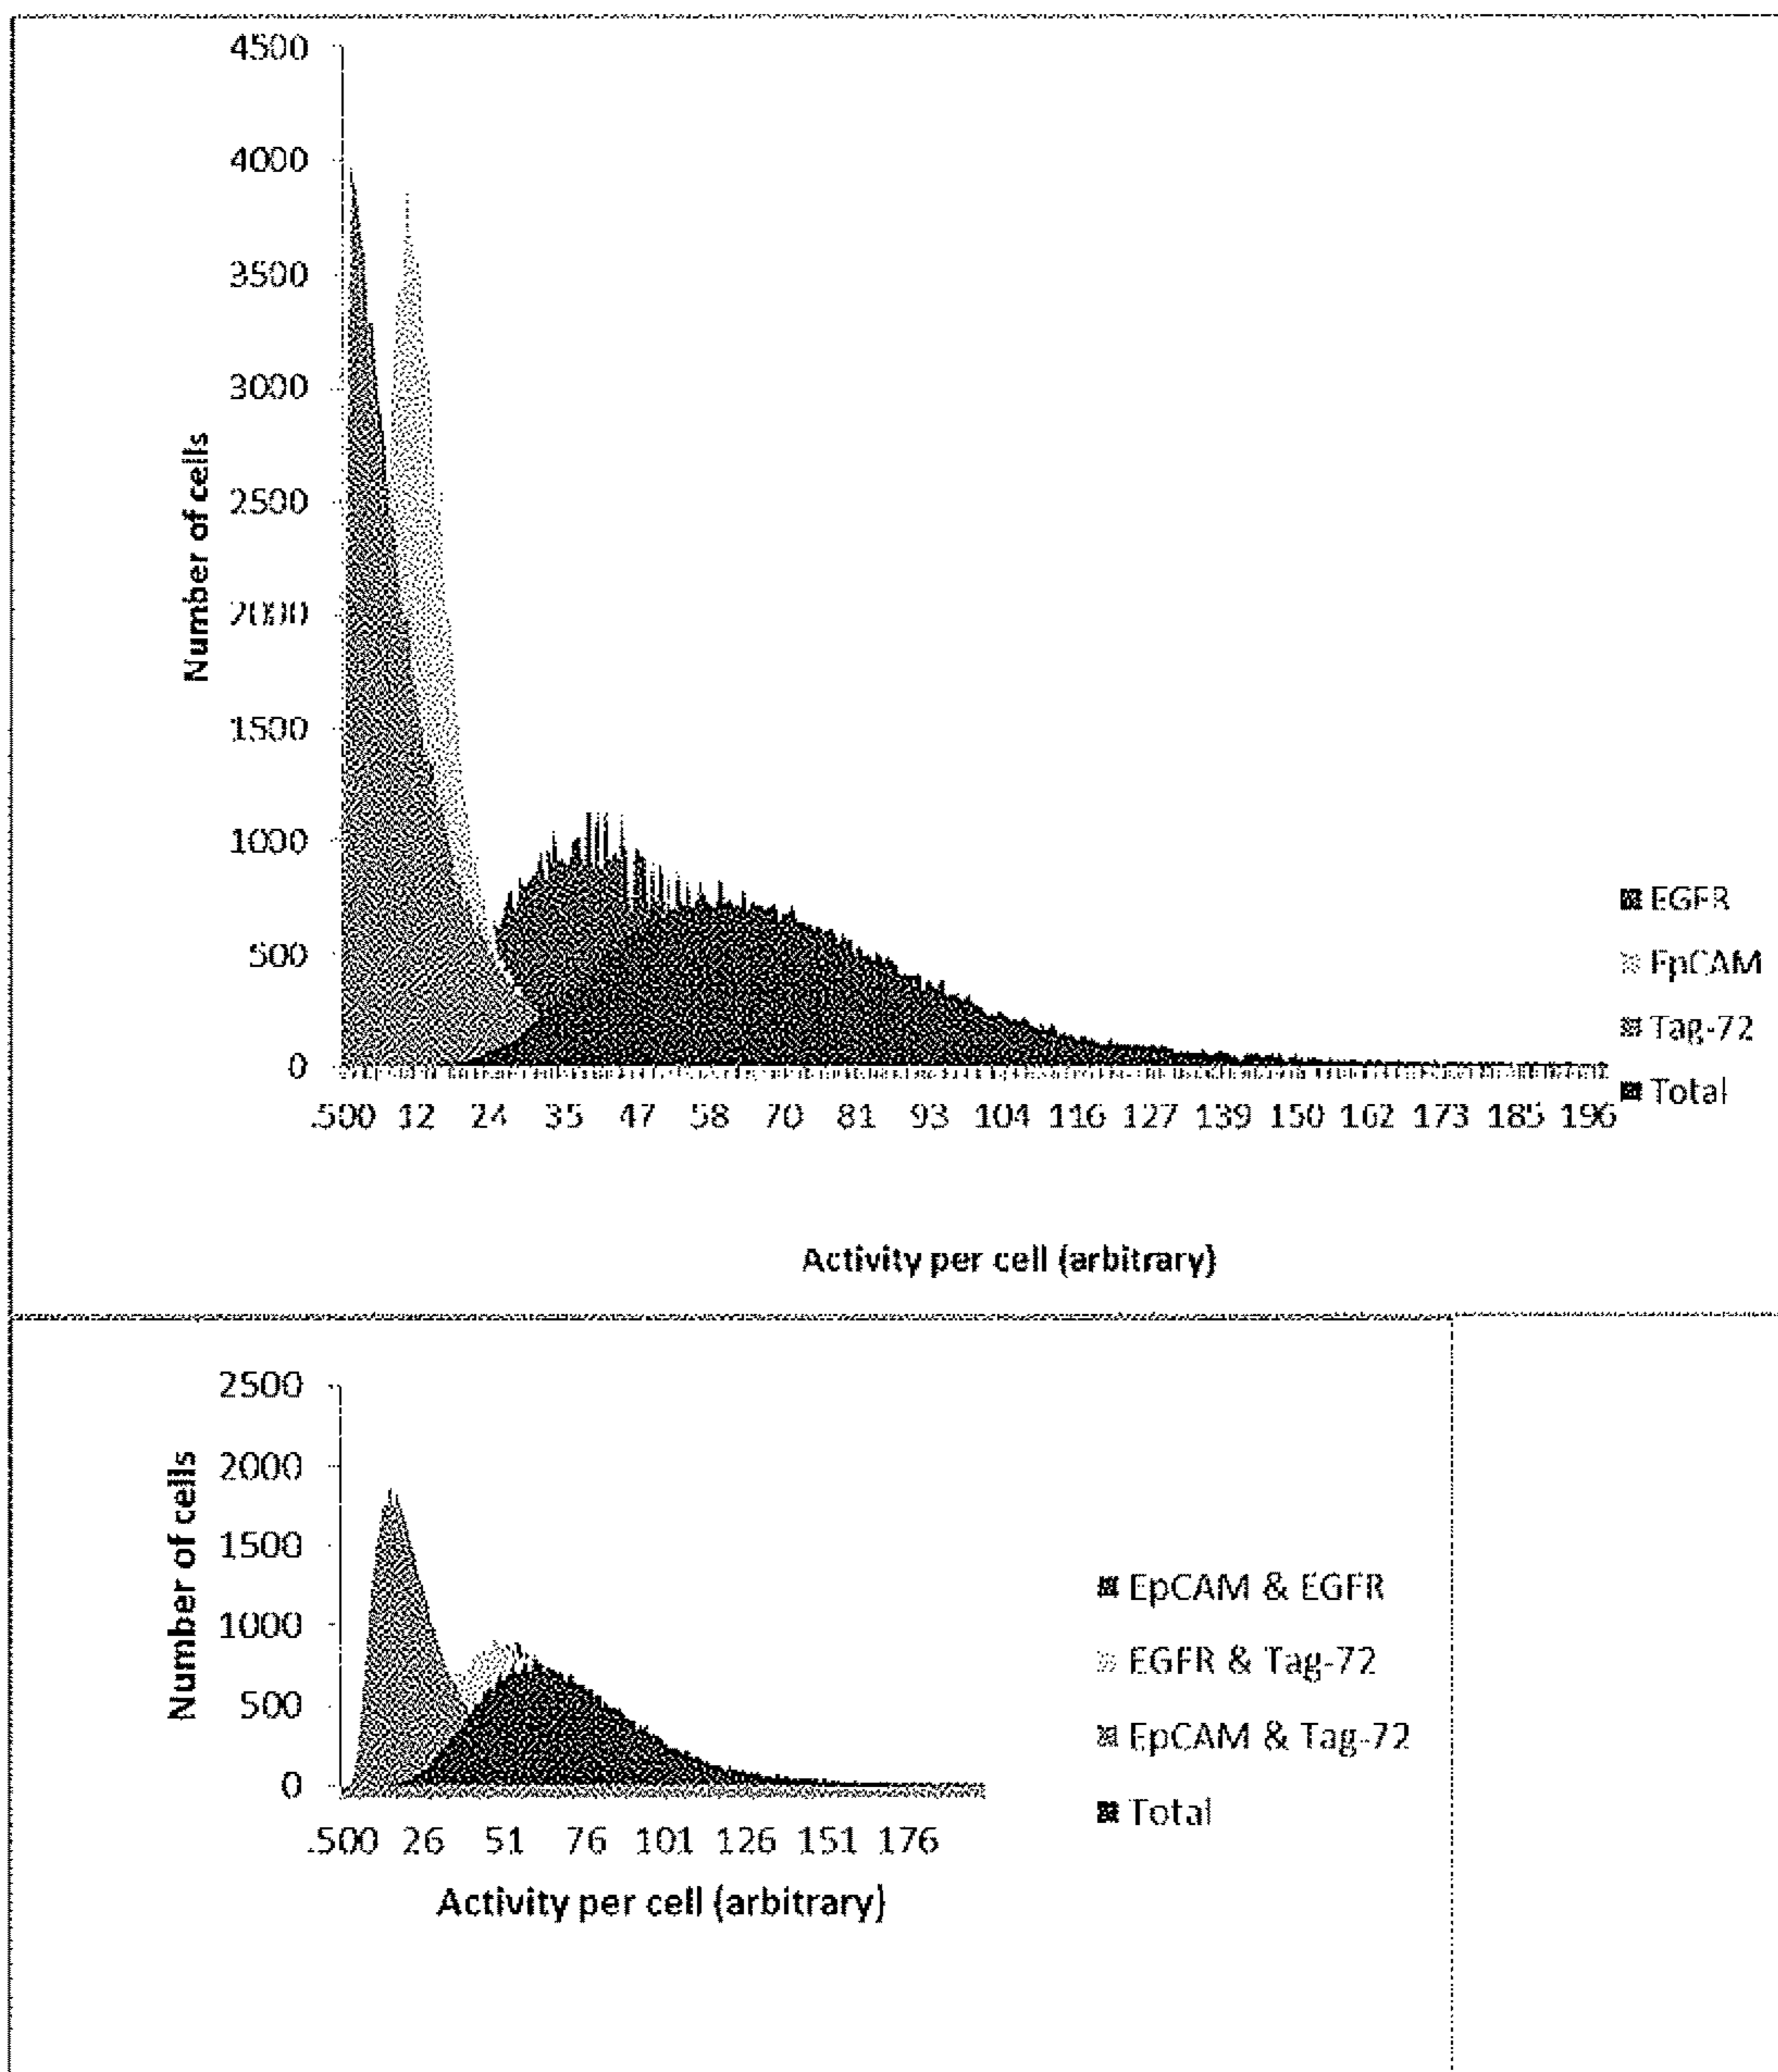 4500
4000
3500
3000
2500
2000
1500
1000
500
0
Number of cells
.500 12 24 35 47 58 70 81 93 104 116 127 139 150 162 173 185 196
Activity per cell (arbitrary)
EGFR
EpCAM
Tag-72
Total
2500
2000
1500
1000
500
0
Number of cells
.500 26 51 76 101 126 151 176
Activity per cell (arbitrary)
EpCAM & EGFR
EGFR & Tag-72
EpCAM & Tag-72
Total